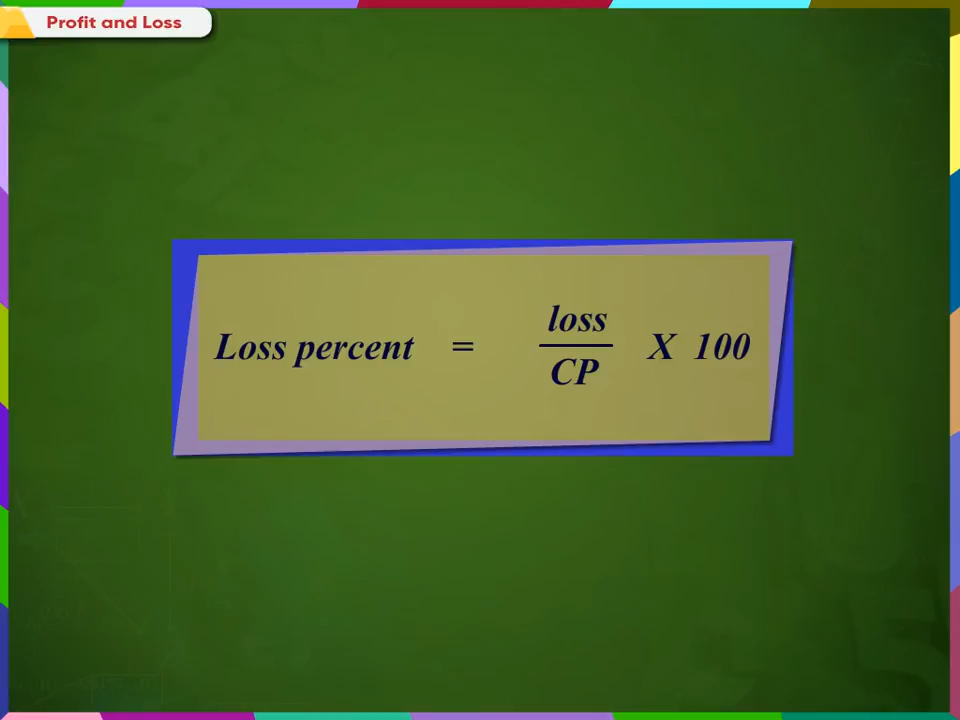 Profit and Loss
Loss percent = loss / CP X 100